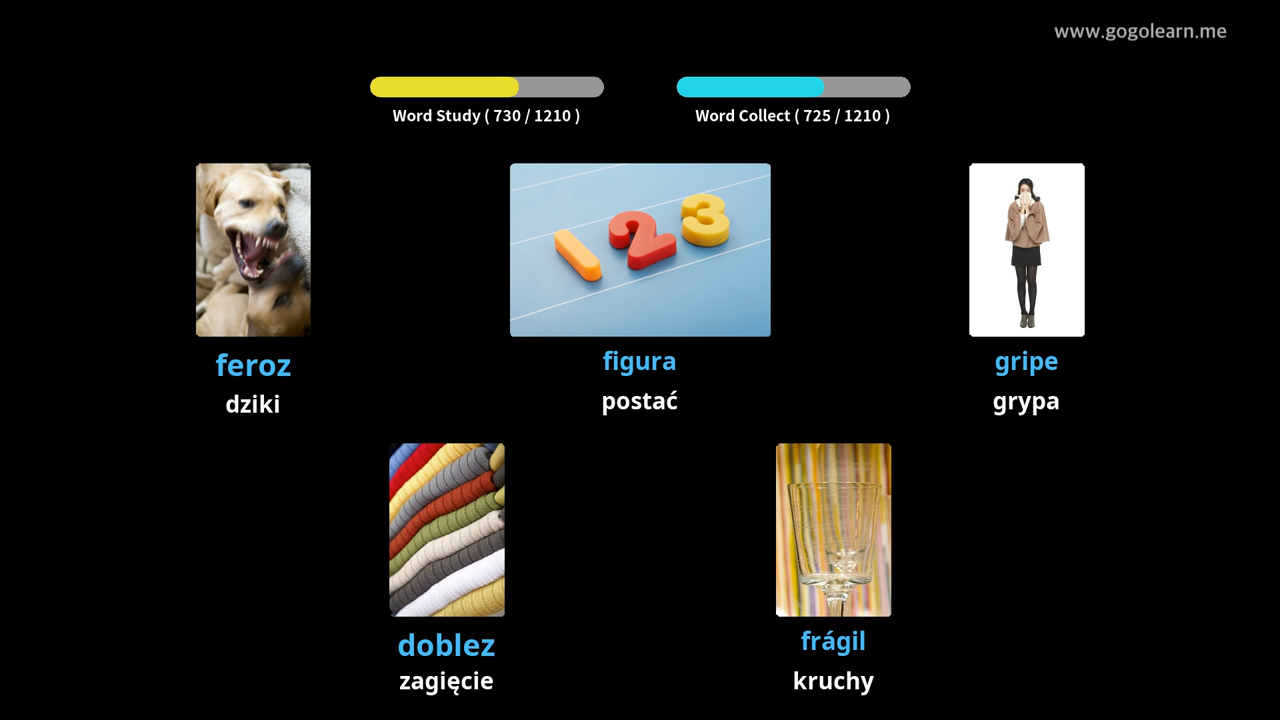 www.gogolearn.me
Word Study ( 730 / 1210 )
Word Collect ( 725 / 1210 )
feroz
dziki
figura
postać
gripe
grypa
doblez
zagięcie
frágil
kruchy